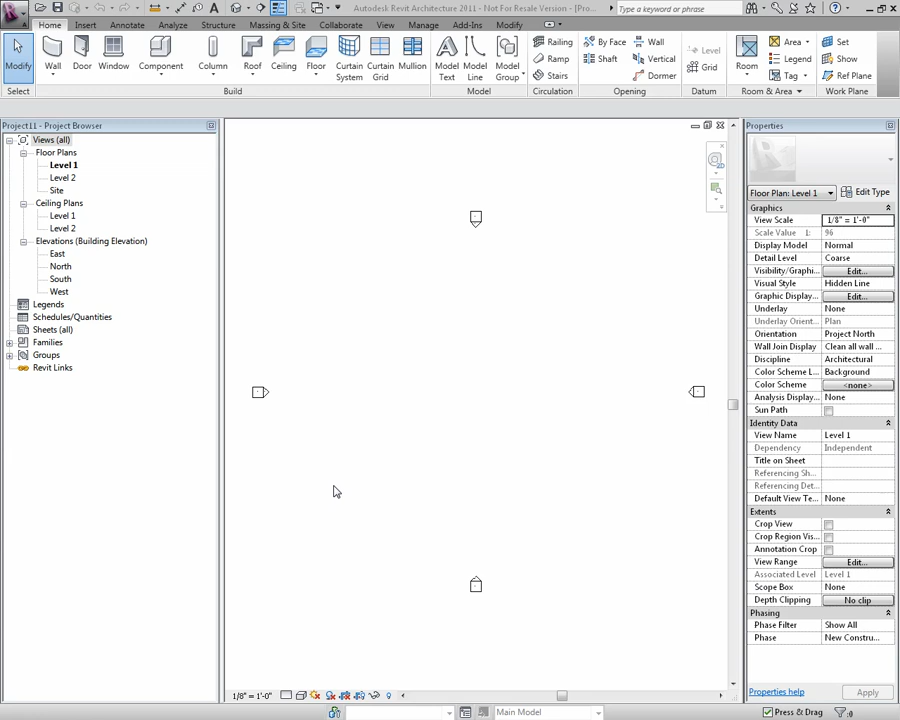 Autodesk Revit Architecture 2011 - Not For Resale Version - [Pro... Type a keyword or phrase
Home Insert Annotate Analyze Structure Massing & Site Collaborate View Manage Add-Ins Modify
Modify Wall Door Window Component Column Roof Ceiling Floor Curtain System Curtain Grid Mullion Model Text Model Line Model Group Railing Ramp Stairs By Face Shaft Wall Vertical Dormer Level Grid Room Area Legend Tag Set Show Ref Plane
Select Build Model Circulation Opening Datum Room & Area Work Plane
Project11 - Project Browser
Views (all)
Floor Plans
Level 1
Level 2
Site
Ceiling Plans
Level 1
Level 2
Elevations (Building Elevation)
East
North
South
West
Legends
Schedules/Quantities
Sheets (all)
Families
Groups
Revit Links
2D
1/8" = 1'-0"
Properties
Floor Plan: Level 1 Edit Type
Graphics
View Scale 1/8" = 1'-0"
Scale Value 1: 96
Display Model Normal
Detail Level Coarse
Visibility/Graphi... Edit...
Visual Style Hidden Line
Graphic Display... Edit...
Underlay None
Underlay Orient... Plan
Orientation Project North
Wall Join Display Clean all wall ...
Discipline Architectural
Color Scheme L... Background
Color Scheme <none>
Analysis Display... None
Sun Path
Identity Data
View Name Level 1
Dependency Independent
Title on Sheet
Referencing Sh...
Referencing Det...
Default View Te... None
Extents
Crop View
Crop Region Vis...
Annotation Crop
View Range Edit...
Associated Level Level 1
Scope Box None
Depth Clipping No clip
Phasing
Phase Filter Show All
Phase New Constru...
Properties help Apply
Main Model Press & Drag :0